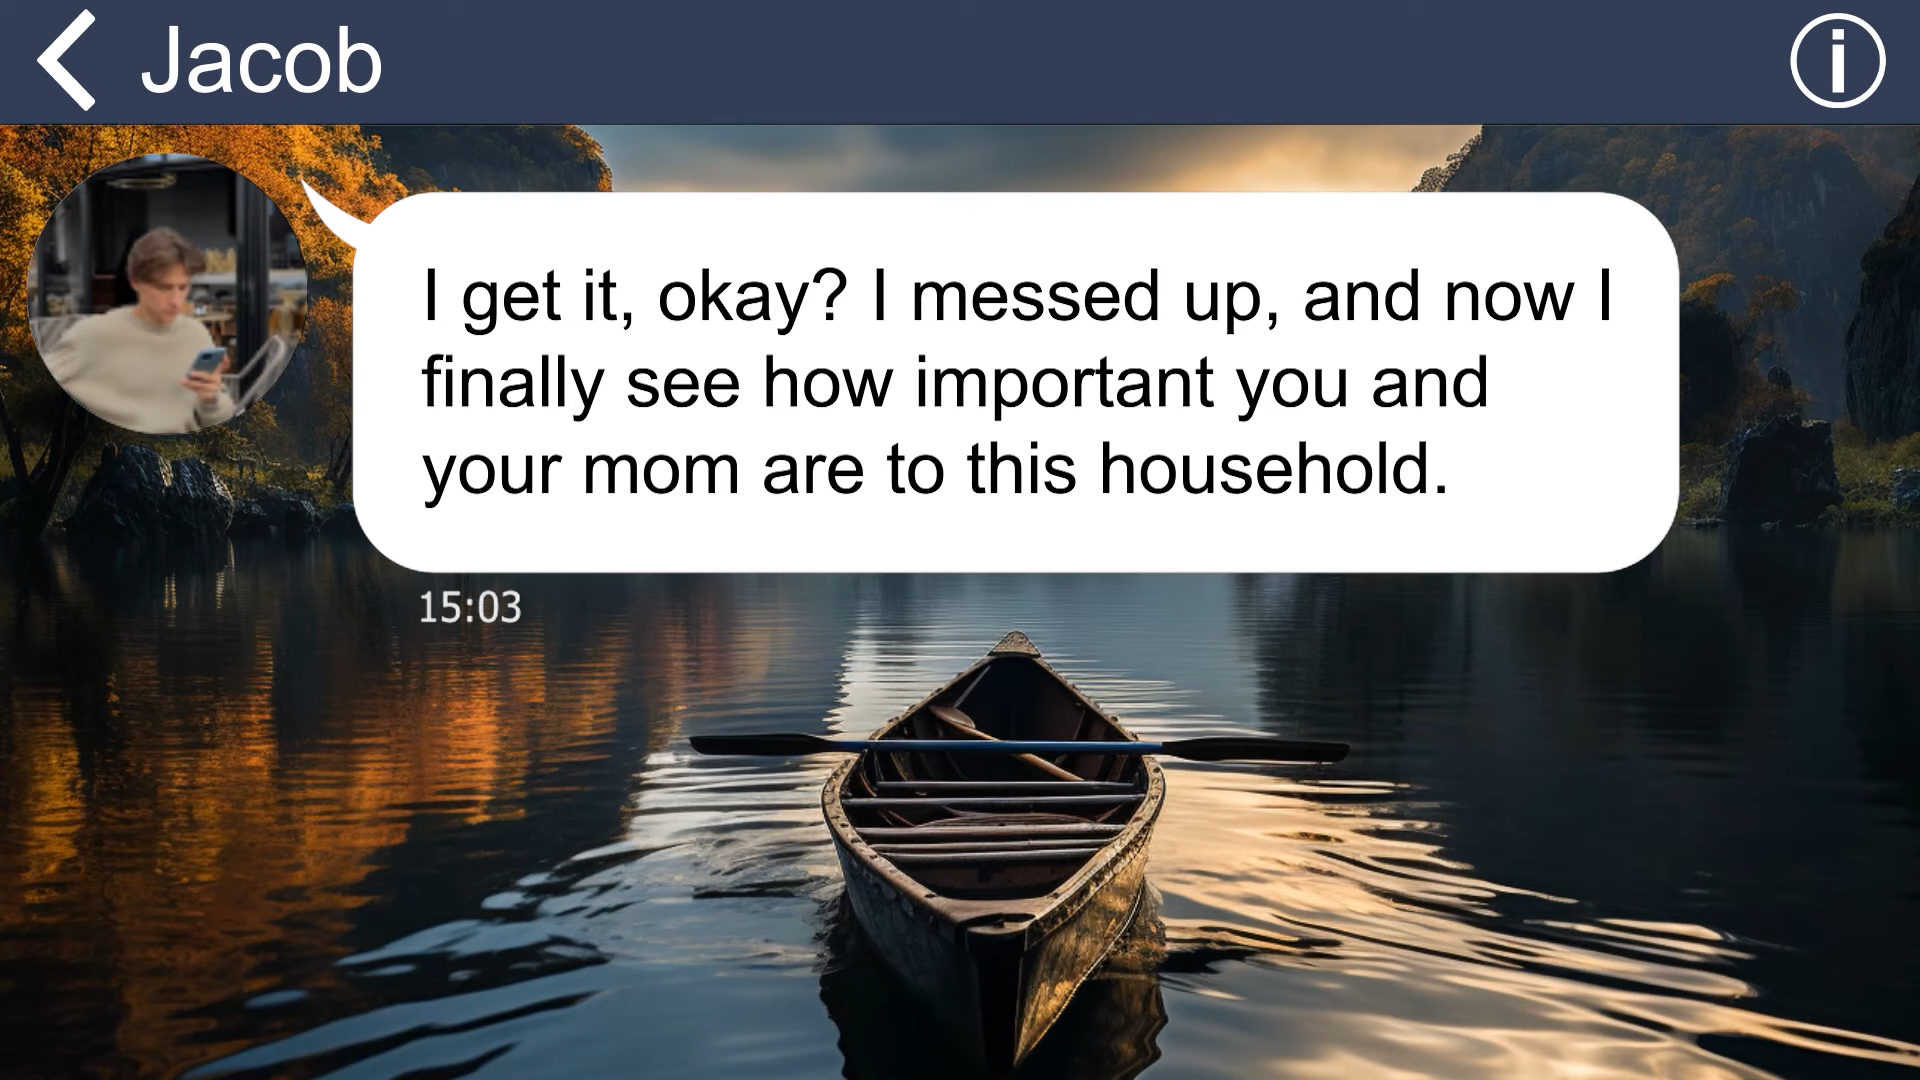 Jacob
I get it, okay? I messed up, and now I
finally see how important you and
your mom are to this household.
15:03